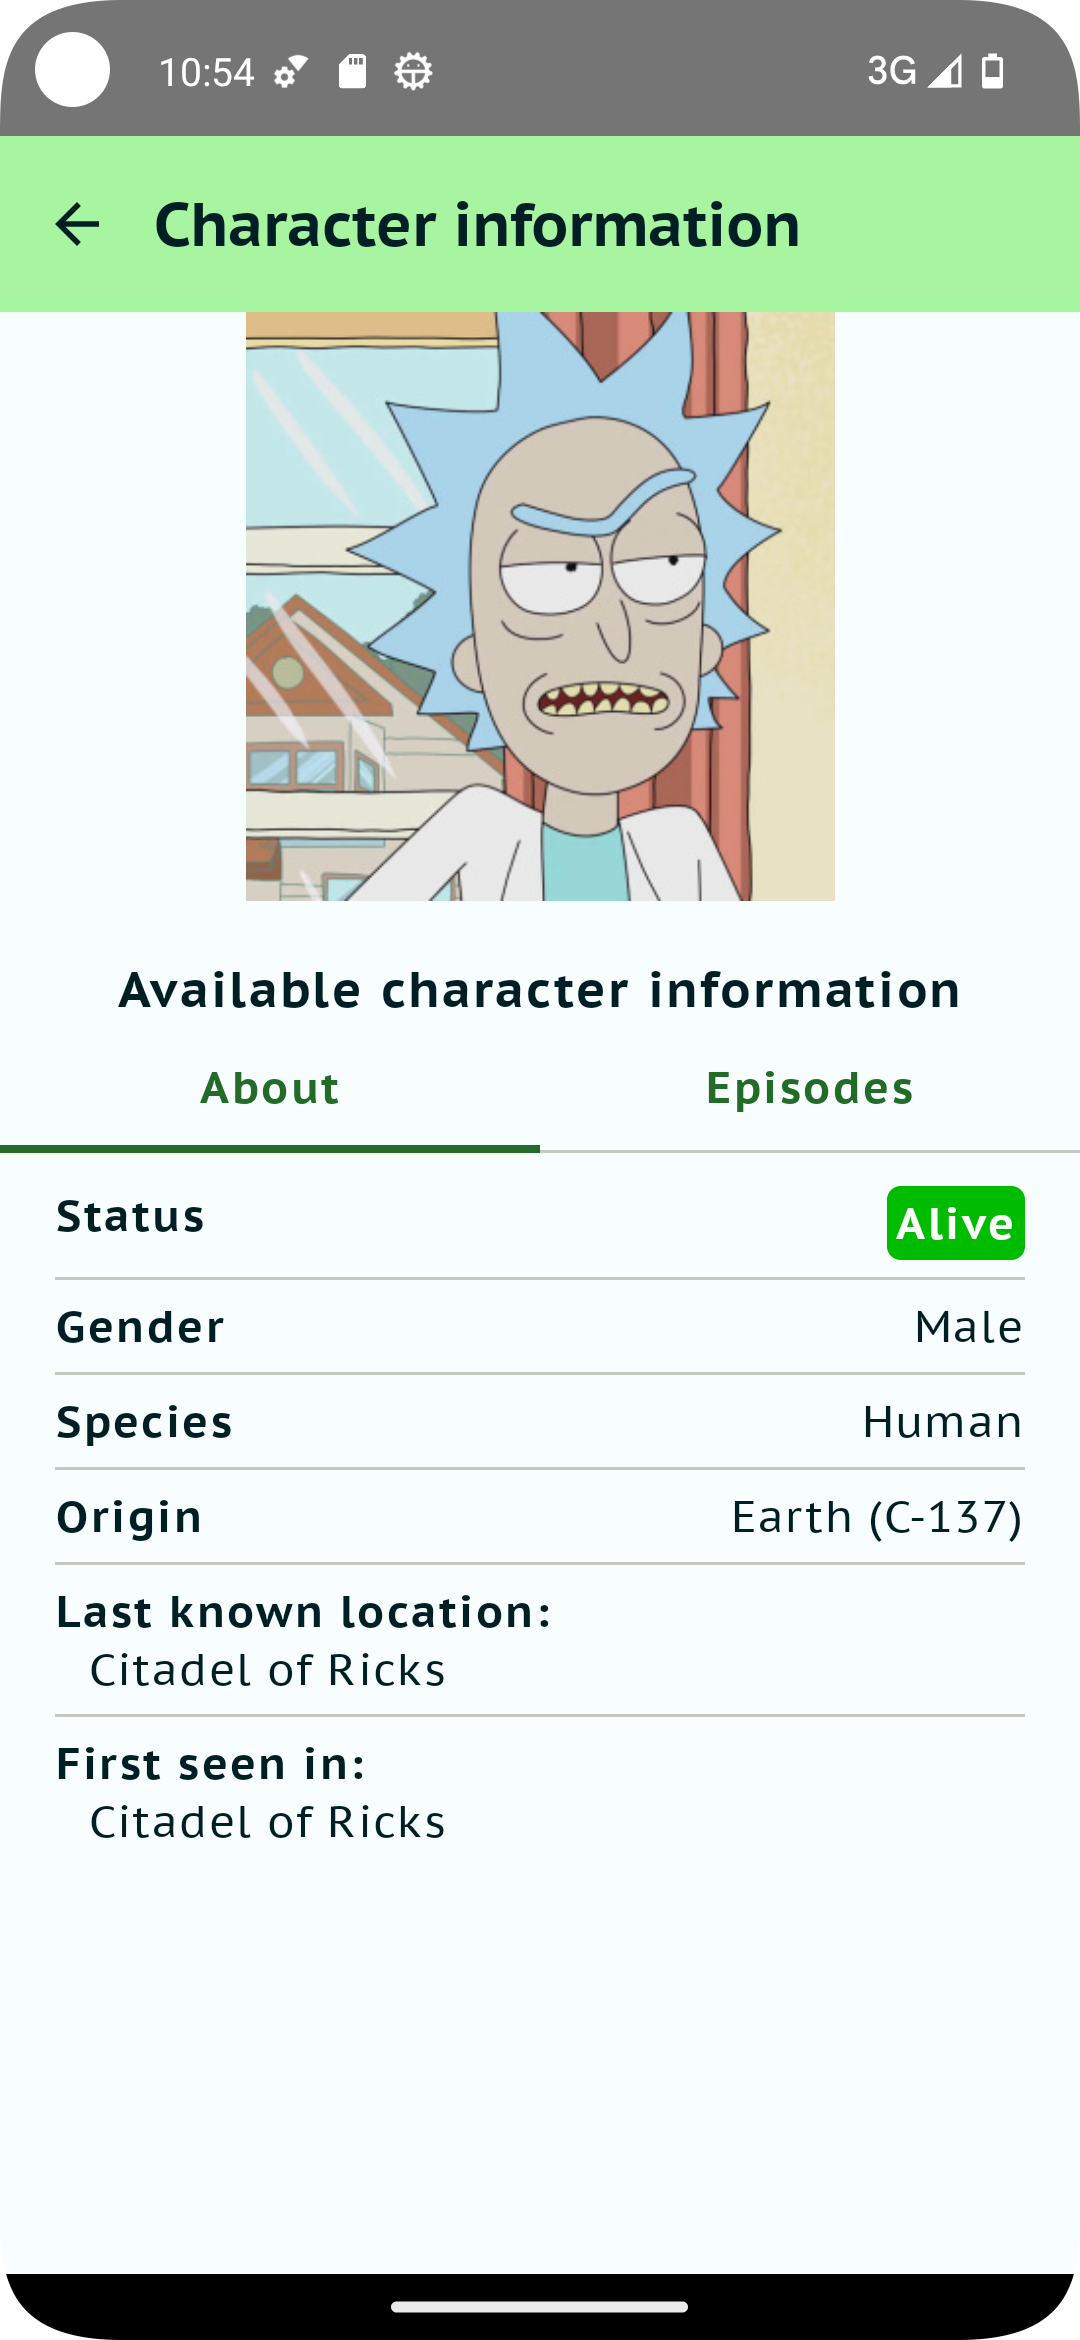 10:54
3G
Character information
Available character information
About
Episodes
Status
Alive
Gender
Male
Species
Human
Origin
Earth (C-137)
Last known location:
Citadel of Ricks
First seen in:
Citadel of Ricks